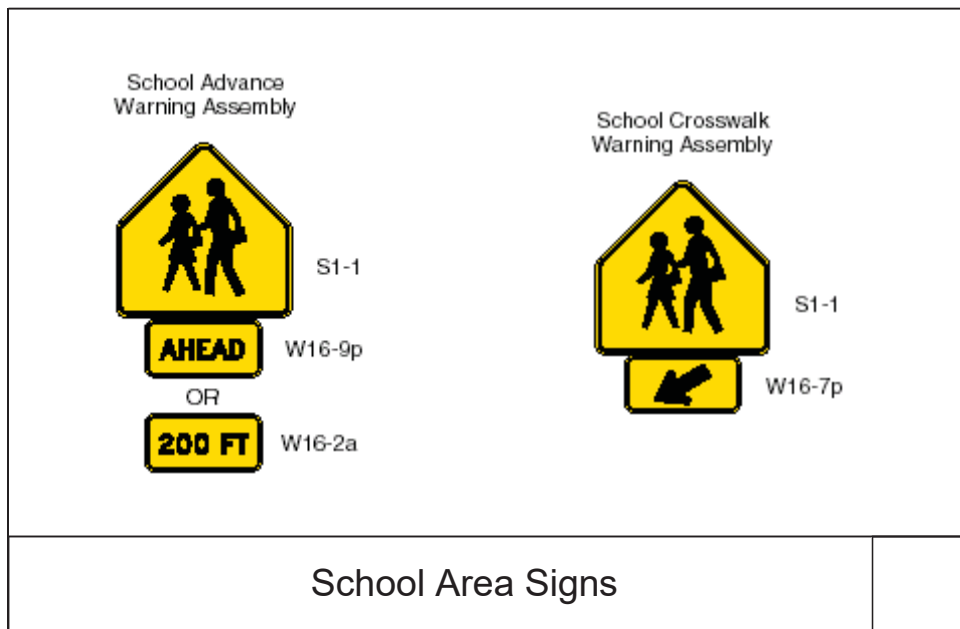 School Advance
Warning Assembly
S1-1
AHEAD
W16-9p
OR
200 FT
W16-2a
School Crosswalk
Warning Assembly
S1-1
W16-7p
School Area Signs